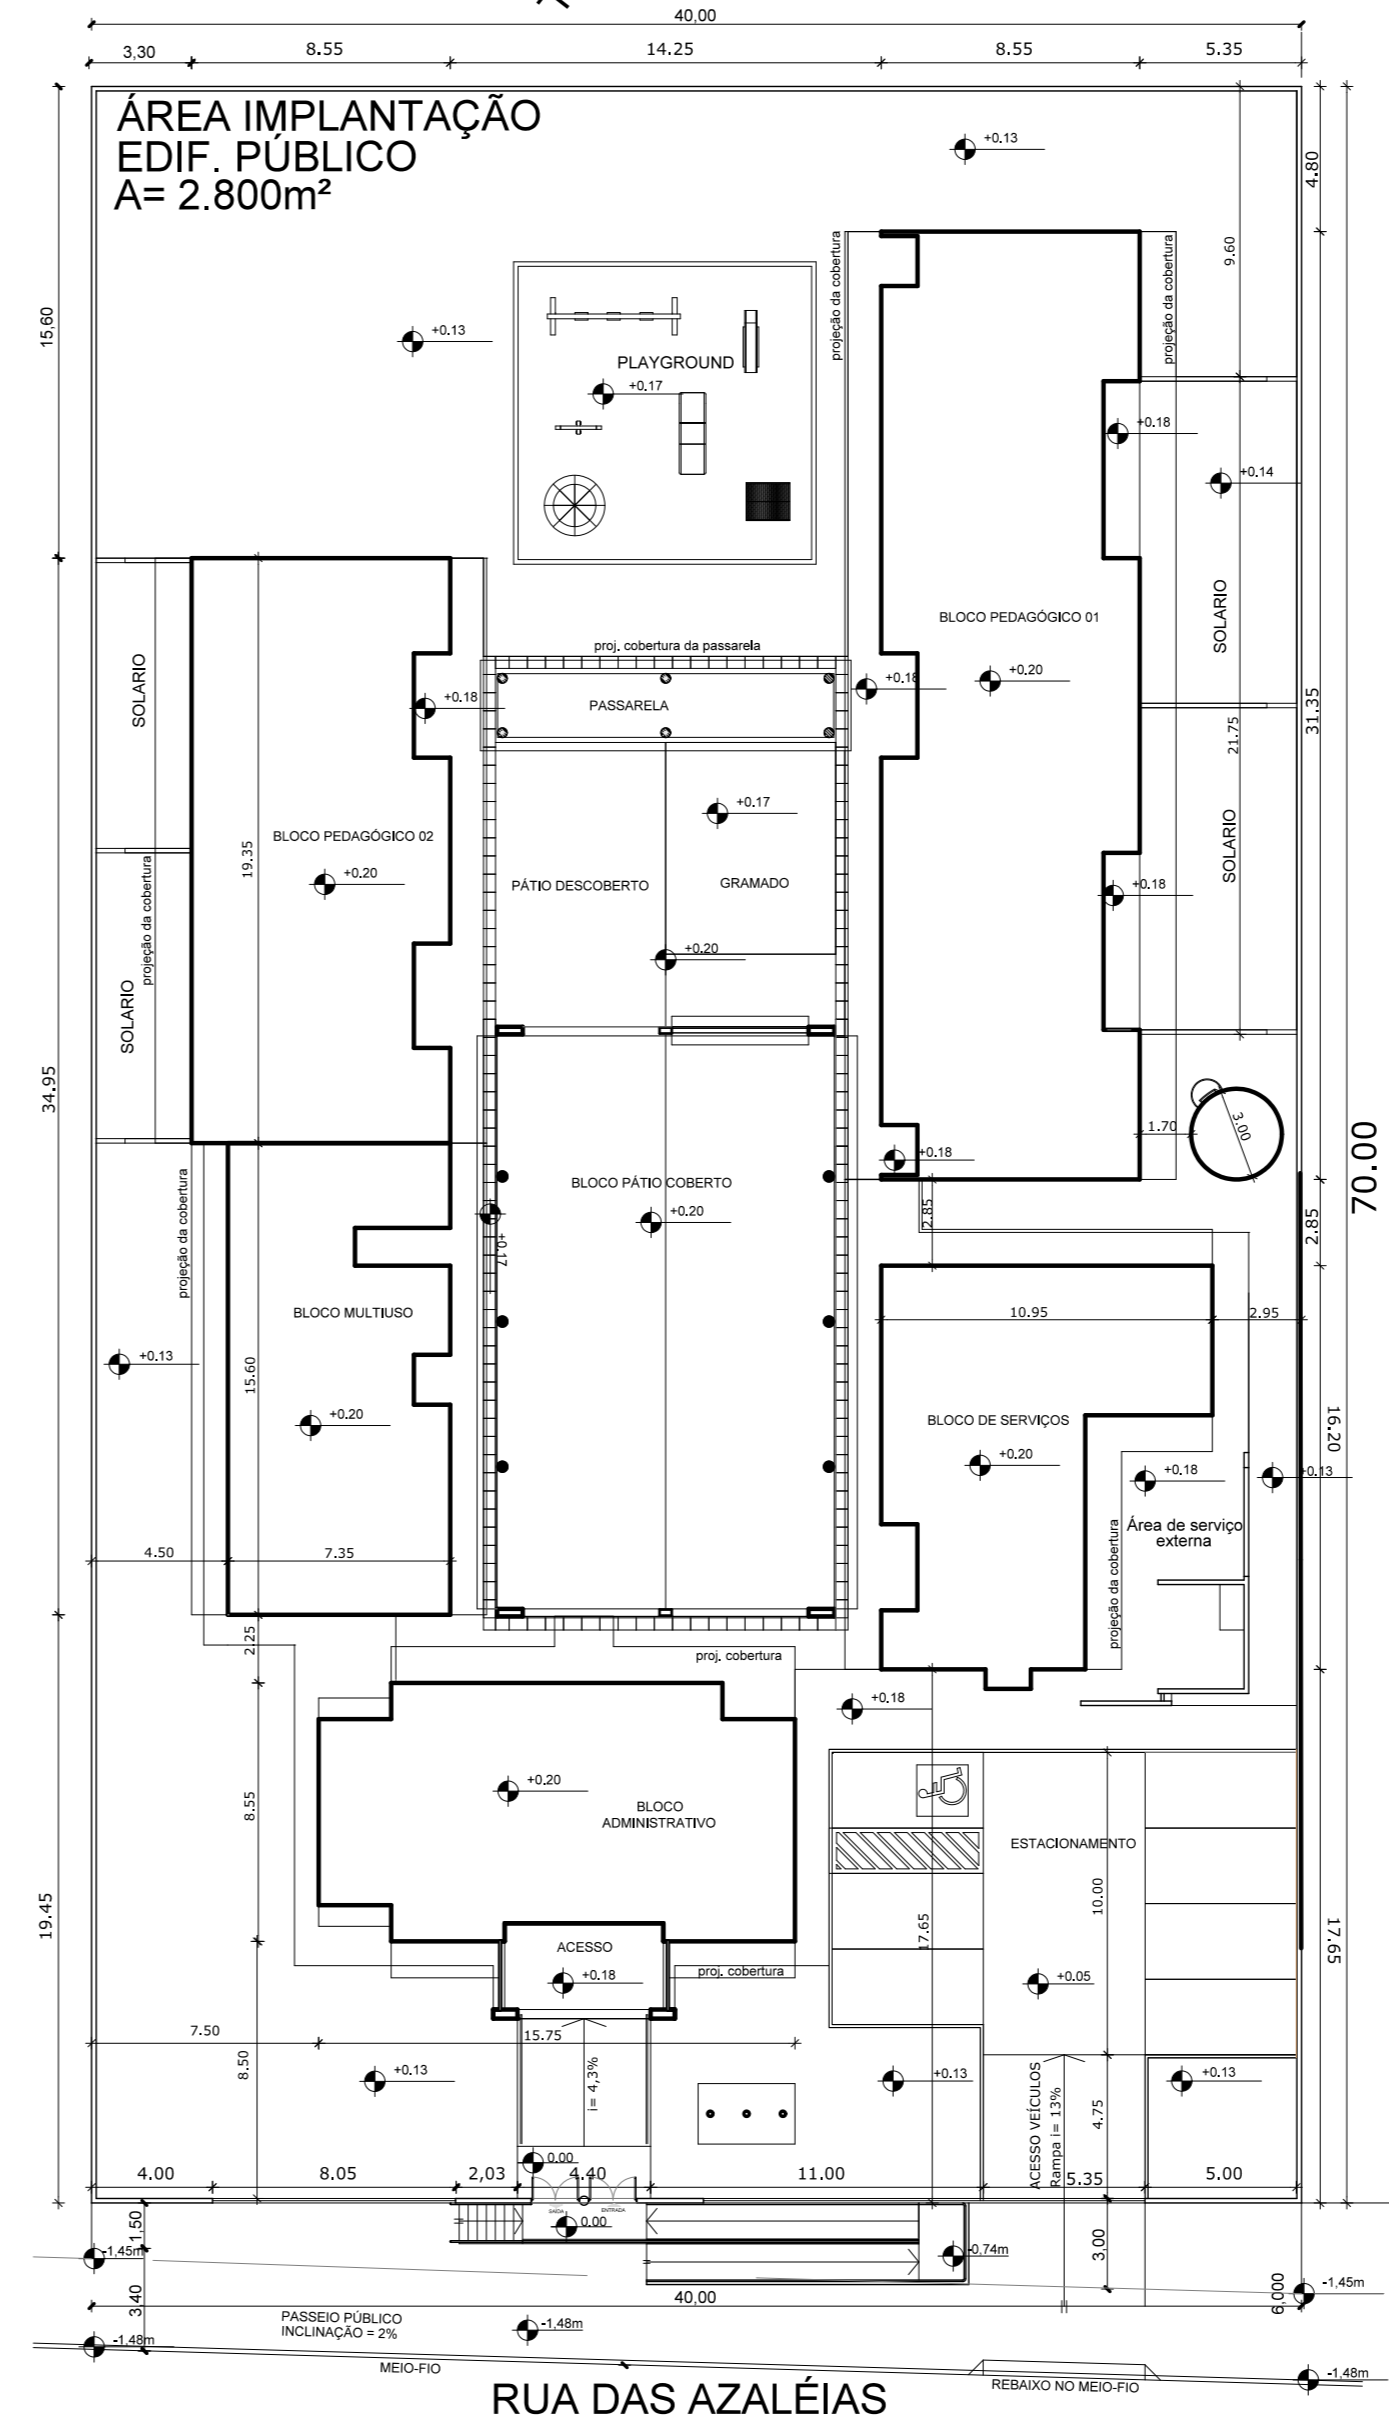 40,00
3,30
8.55
14.25
8.55
5.35
ÁREA IMPLANTAÇÃO
EDIF. PÚBLICO
A= 2.800m²
+0.13
4.80
9.60
projeção da cobertura
projeção da cobertura
15,60
+0.13
PLAYGROUND
+0.17
+0.18
+0.14
SOLARIO
BLOCO PEDAGÓGICO 01
+0.20
31.35
proj. cobertura da passarela
SOLARIO
+0.18
PASSARELA
+0.18
21.75
+0.17
BLOCO PEDAGÓGICO 02
19.35
+0.20
PÁTIO DESCOBERTO
GRAMADO
SOLARIO
+0.18
projeção da cobertura
+0.20
SOLARIO
34.95
3.00
1.70
70.00
+0.18
BLOCO PÁTIO COBERTO
+0.20
projeção da cobertura
+0.17
2.85
2.85
BLOCO MULTIUSO
10.95
2.95
+0.13
15.60
+0.20
BLOCO DE SERVIÇOS
+0.20
16.20
+0.18
+0.13
Área de serviço
externa
projeção da cobertura
4.50
7.35
2.25
proj. cobertura
+0.18
+0.20
BLOCO
ADMINISTRATIVO
8.55
ESTACIONAMENTO
10.00
19.45
17.65
17.65
ACESSO
+0.18
proj. cobertura
+0.05
7.50
15.75
8.50
+0.13
i= 4,3%
+0.13
ACESSO VEÍCULOS
Rampa i= 13%
4.75
+0.13
0.00
4.00
8.05
2,03
4.40
11.00
5.35
5.00
SAÍDA
ENTRADA
0.00
1,50
-1,45m
-0,74m
3,00
-1,45m
3,40
40,00
6,000
PASSEIO PÚBLICO
INCLINAÇÃO = 2%
-1,48m
-1,48m
MEIO-FIO
REBAIXO NO MEIO-FIO
-1,48m
RUA DAS AZALÉIAS